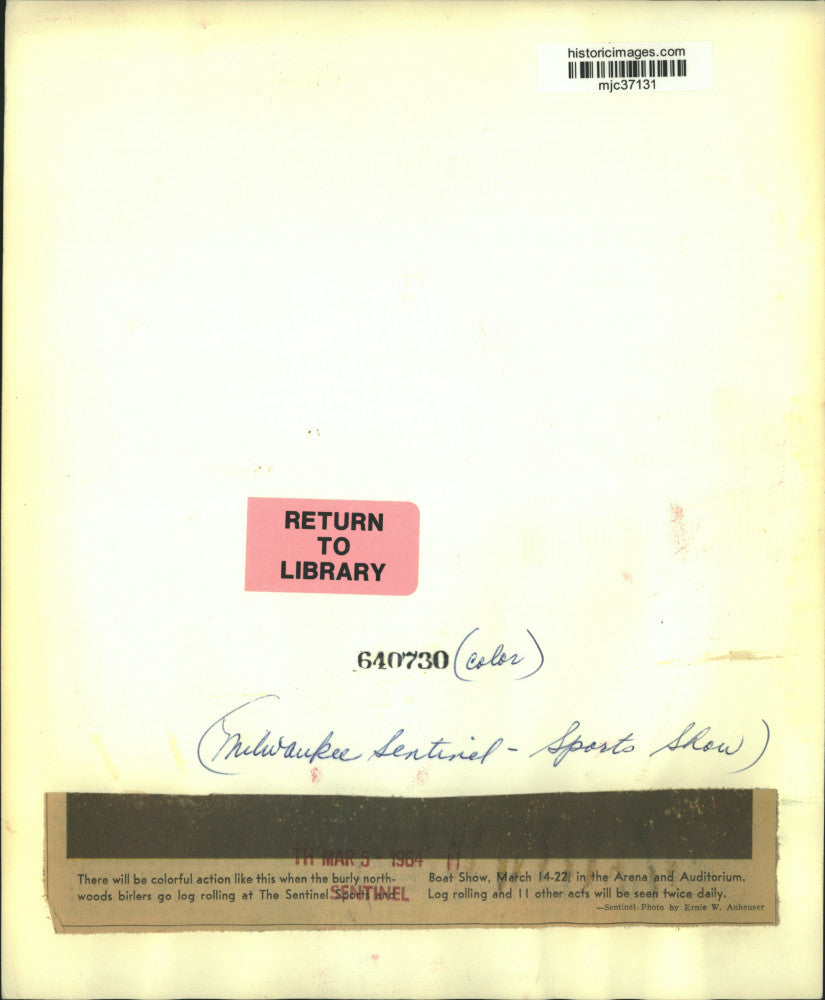 historicimages.com
mjc37131
RETURN
TO
LIBRARY
640730 (color)
(Milwaukee Sentinel - Sports Show)
TH MAR 5 - 1964
There will be colorful action like this when the burly north-
woods birlers go log rolling at The Sentinel Sports and
SENTINEL
Boat Show, March 14-22, in the Arena and Auditorium.
Log rolling and 11 other acts will be seen twice daily.
—Sentinel Photo by Ernie W. Anheuser